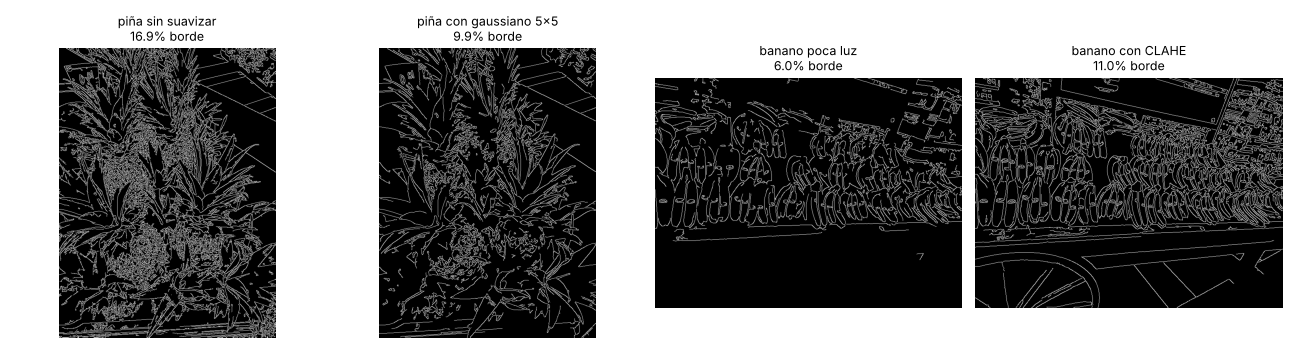 piña sin suavizar
16.9% borde
piña con gaussiano 5×5
9.9% borde
banano poca luz
6.0% borde
banano con CLAHE
11.0% borde